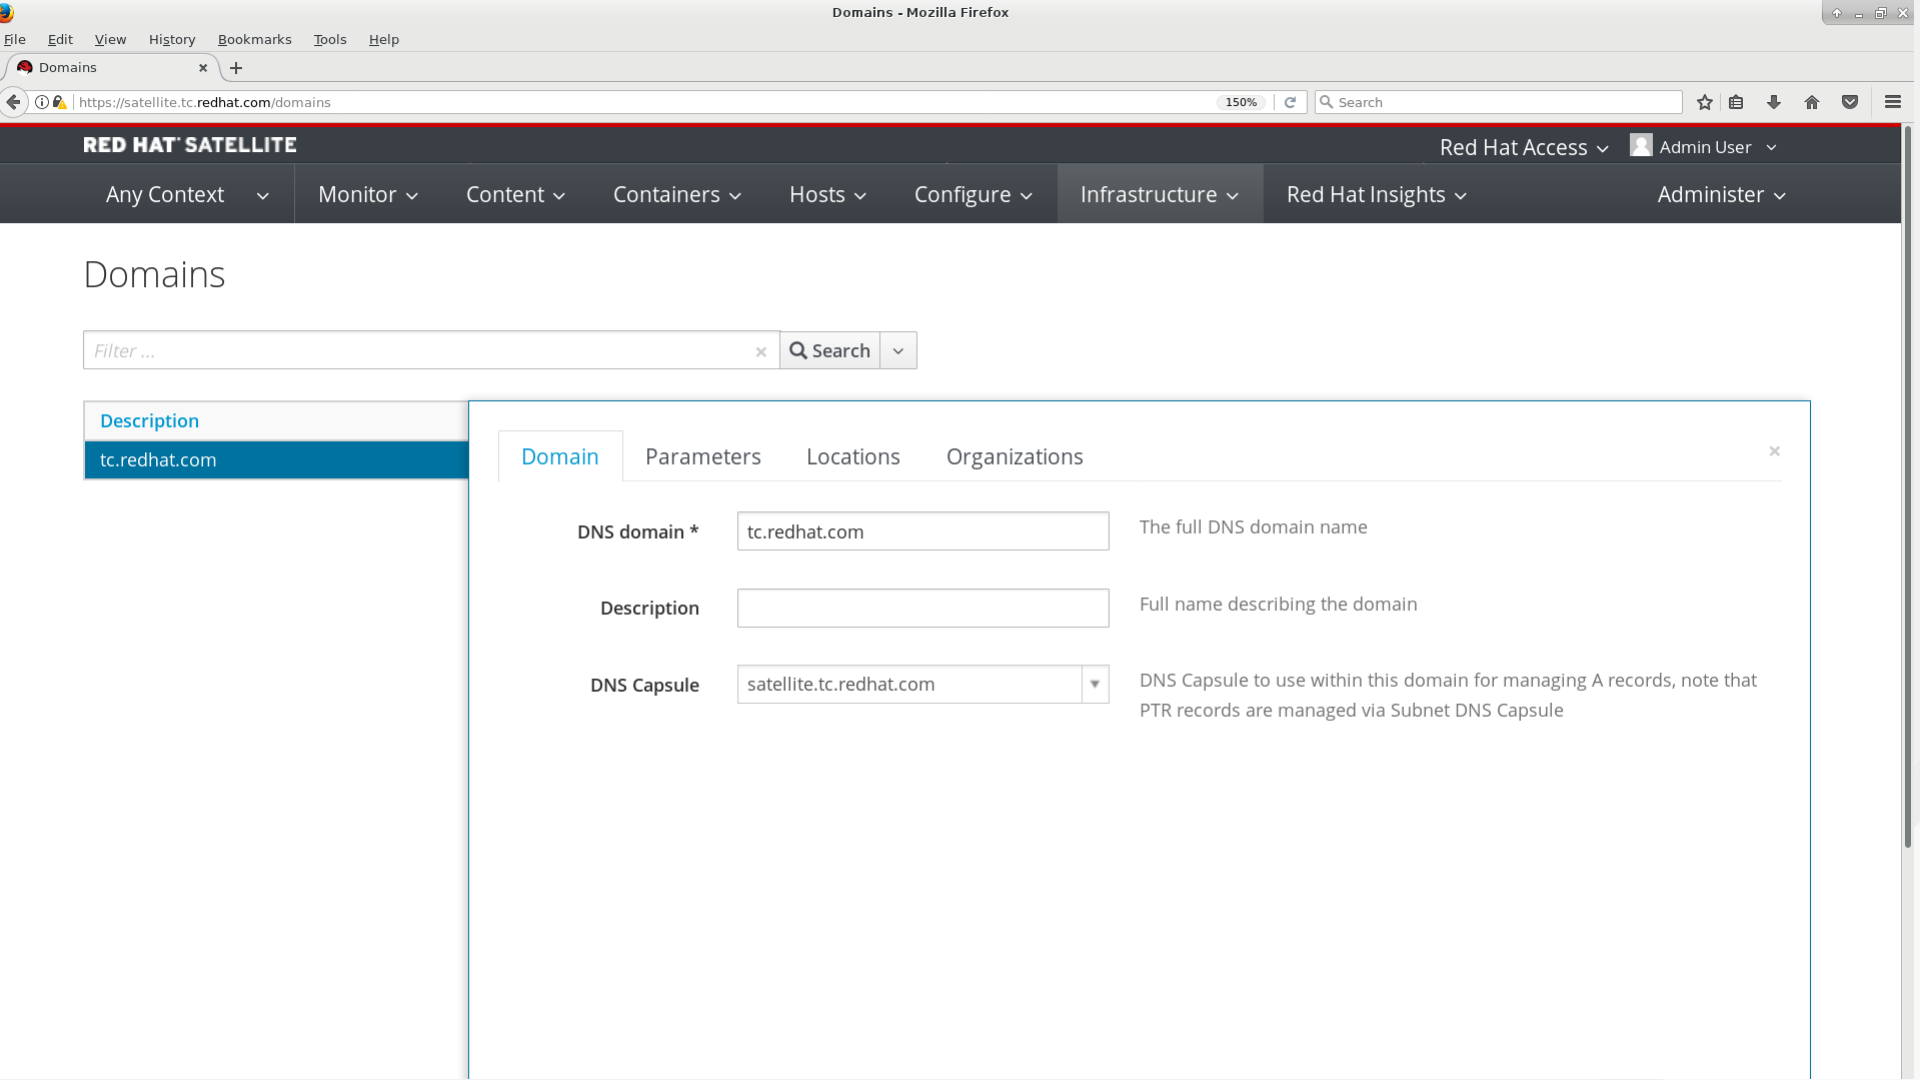 Domains - Mozilla Firefox
File Edit View History Bookmarks Tools Help
Domains
https://satellite.tc.redhat.com/domains 150% Search
RED HAT SATELLITE Red Hat Access Admin User
Any Context Monitor Content Containers Hosts Configure Infrastructure Red Hat Insights Administer
Domains
Filter ... Search
Description
tc.redhat.com
Domain Parameters Locations Organizations
DNS domain * tc.redhat.com The full DNS domain name
Description Full name describing the domain
DNS Capsule satellite.tc.redhat.com DNS Capsule to use within this domain for managing A records, note that
PTR records are managed via Subnet DNS Capsule